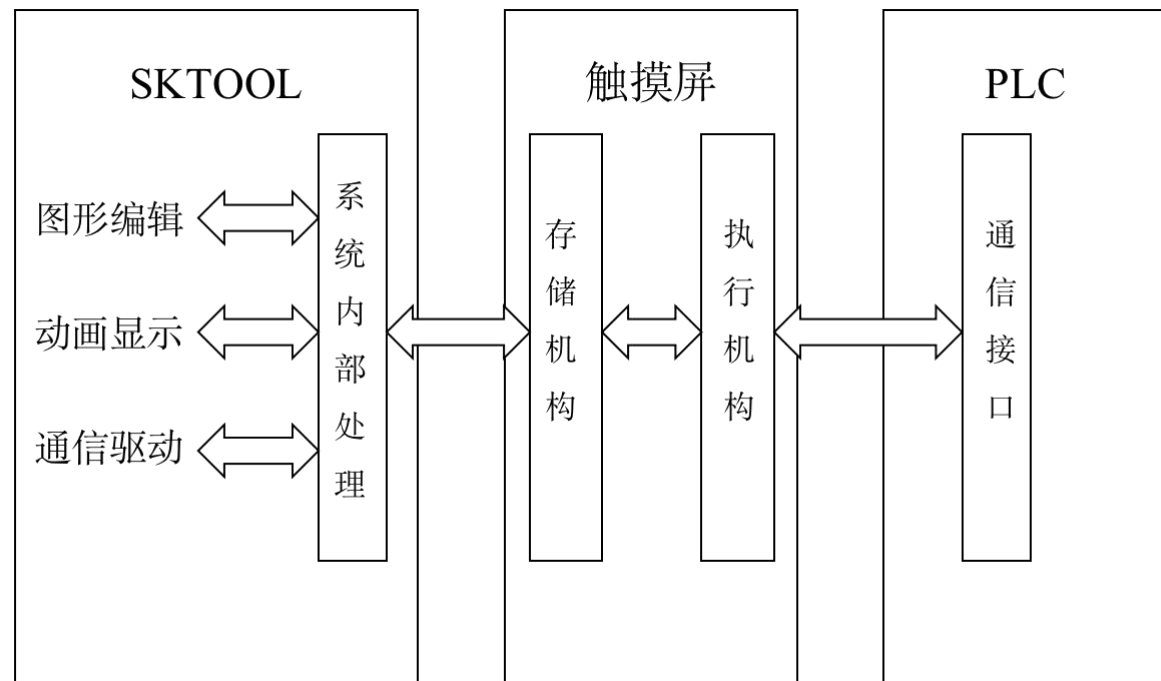 SKTOOL
图形编辑
动画显示
通信驱动
系统内部处理
触摸屏
存储机构
执行机构
PLC
通信接口